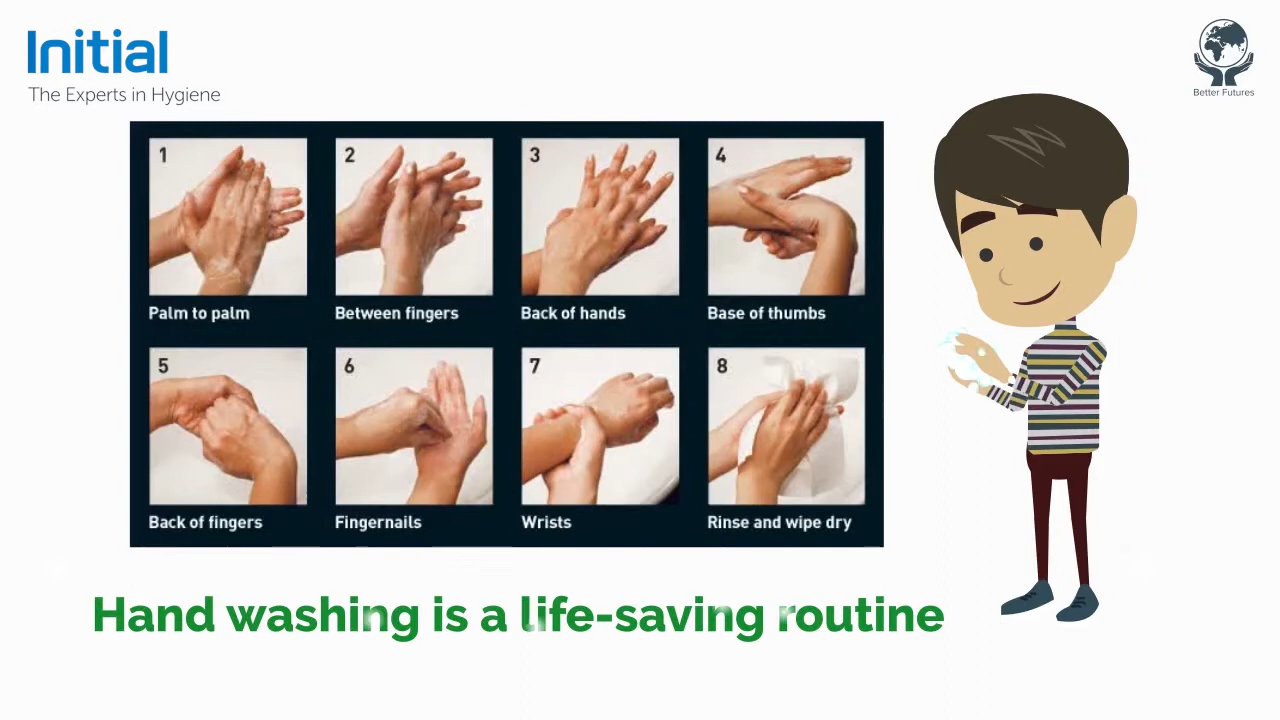 Initial
The Experts in Hygiene
Better Futures
1
2
3
4
Palm to palm
Between fingers
Back of hands
Base of thumbs
5
6
7
8
Back of fingers
Fingernails
Wrists
Rinse and wipe dry
Hand washing is a life-saving routine